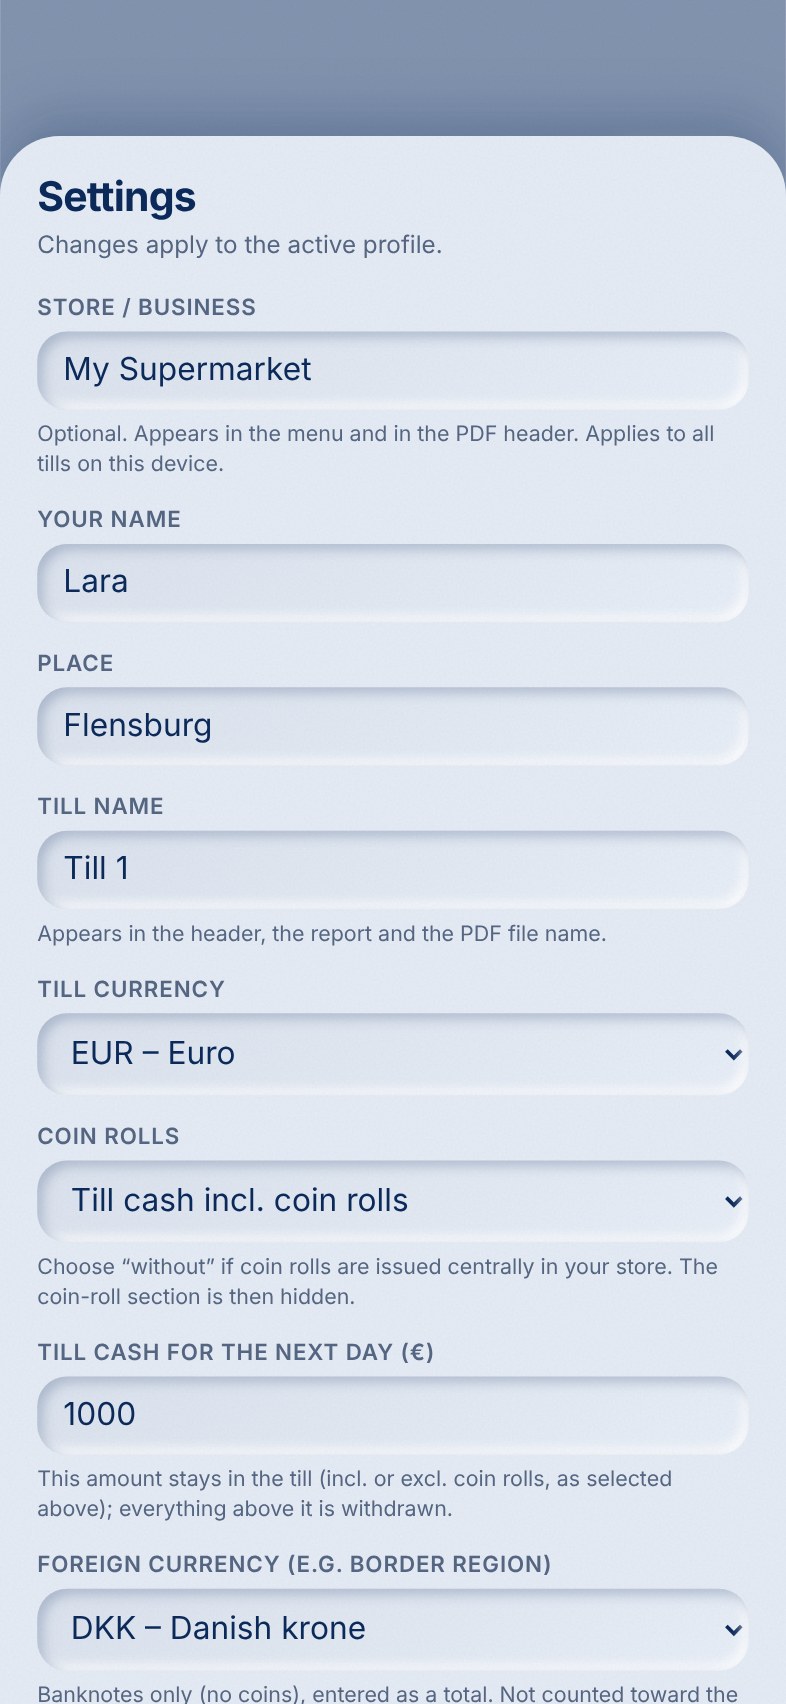 Settings
Changes apply to the active profile.
STORE / BUSINESS
My Supermarket
Optional. Appears in the menu and in the PDF header. Applies to all
tills on this device.
YOUR NAME
Lara
PLACE
Flensburg
TILL NAME
Till 1
Appears in the header, the report and the PDF file name.
TILL CURRENCY
EUR – Euro
COIN ROLLS
Till cash incl. coin rolls
Choose “without” if coin rolls are issued centrally in your store. The
coin-roll section is then hidden.
TILL CASH FOR THE NEXT DAY (€)
1000
This amount stays in the till (incl. or excl. coin rolls, as selected
above); everything above it is withdrawn.
FOREIGN CURRENCY (E.G. BORDER REGION)
DKK – Danish krone
Banknotes only (no coins), entered as a total. Not counted toward the